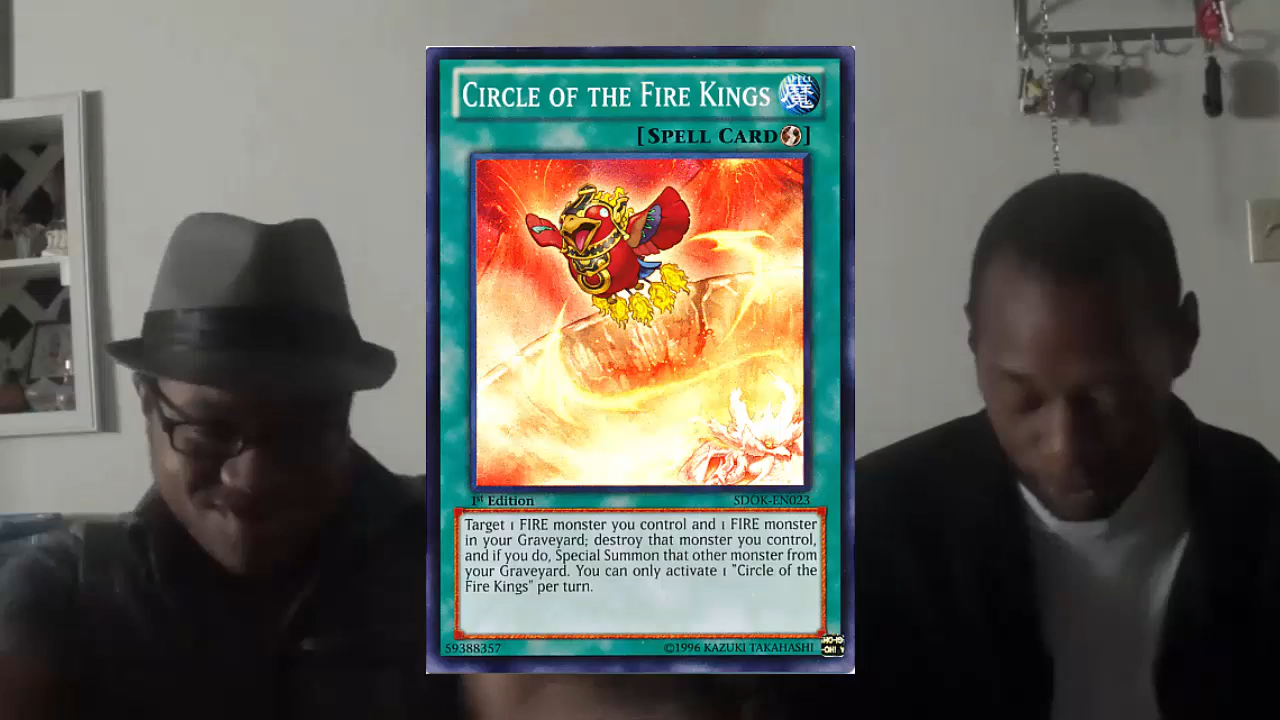 CIRCLE OF THE FIRE KINGS 魔
[SPELL CARD]
1st Edition SDOK-EN023
Target 1 FIRE monster you control and 1 FIRE monster
in your Graveyard; destroy that monster you control,
and if you do, Special Summon that other monster from
your Graveyard. You can only activate 1 "Circle of the
Fire Kings" per turn.
59388357 ©1996 KAZUKI TAKAHASHI